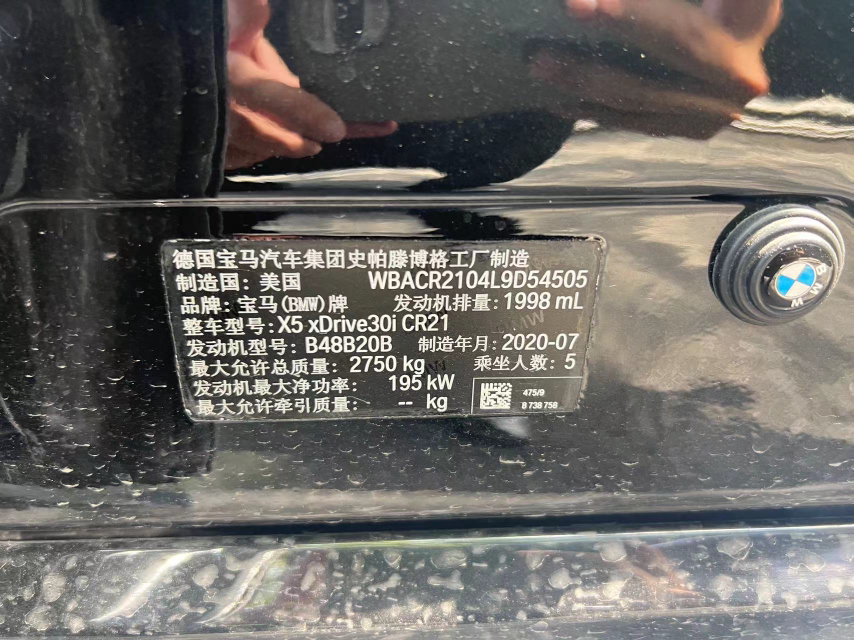 德国宝马汽车集团史帕滕博格工厂制造
制造国: 美国 WBACR2104L9D54505
品牌: 宝马(BMW)牌 发动机排量: 1998 mL
整车型号: X5 xDrive30i CR21
发动机型号: B48B20B 制造年月: 2020-07
最大允许总质量: 2750 kg 乘坐人数: 5
发动机最大净功率: 195 kW
最大允许牵引质量: -- kg
475/9
8 738 758
BMW